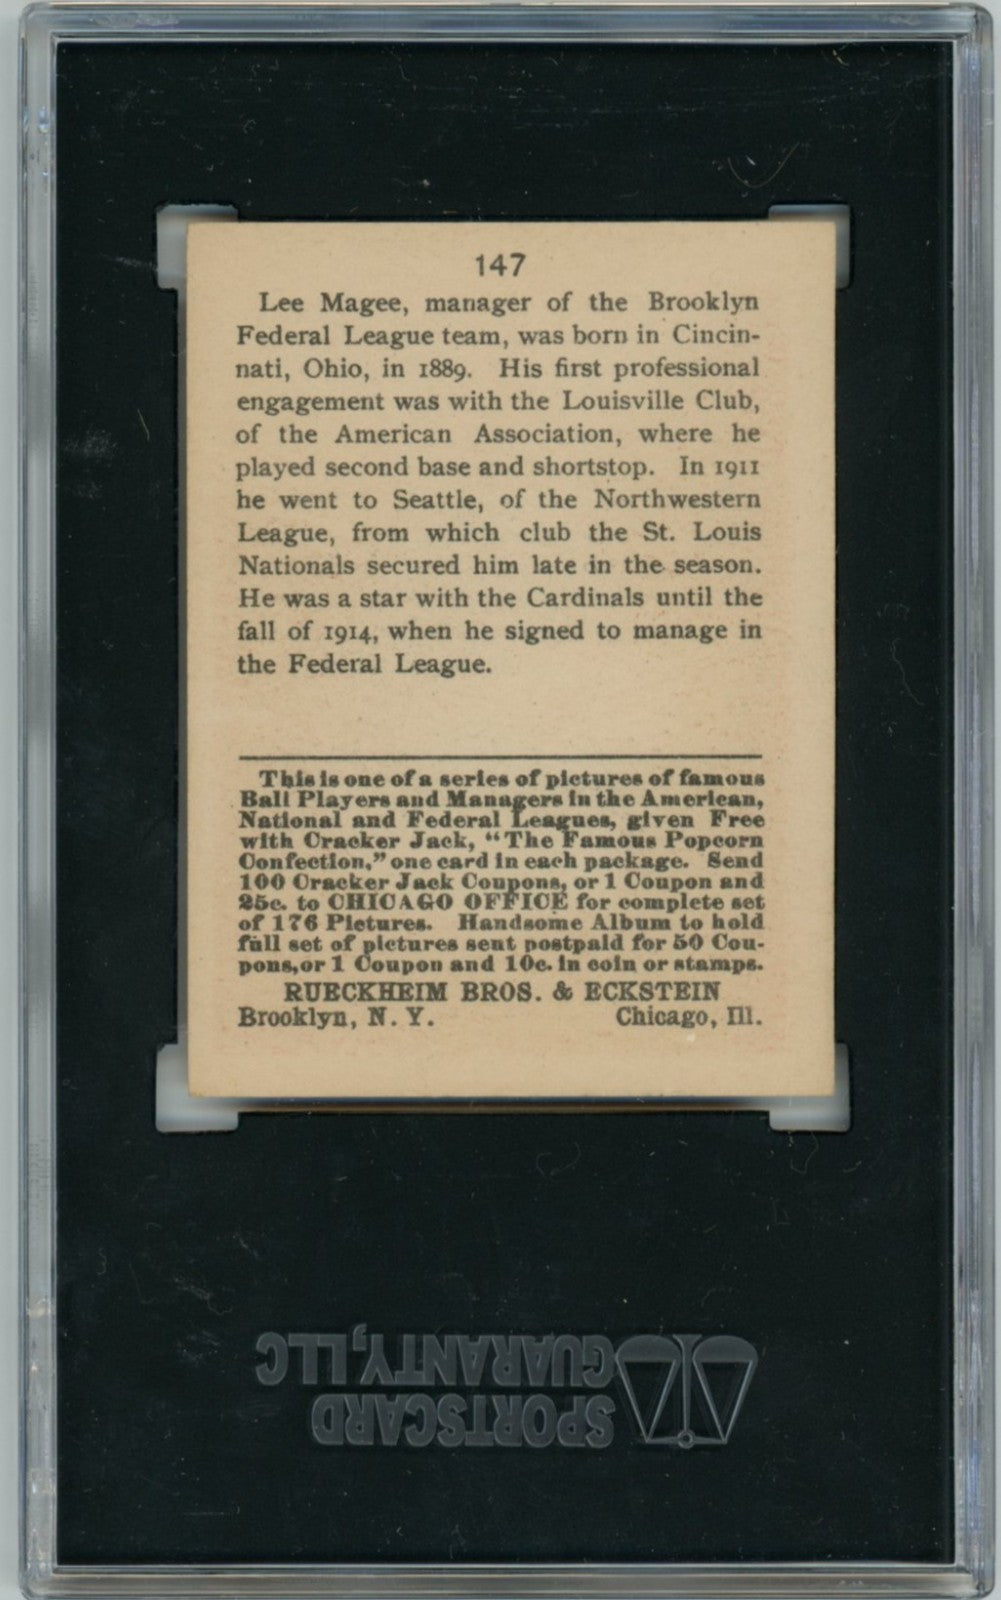 147
Lee Magee, manager of the Brooklyn
Federal League team, was born in Cincin-
nati, Ohio, in 1889. His first professional
engagement was with the Louisville Club,
of the American Association, where he
played second base and shortstop. In 1911
he went to Seattle, of the Northwestern
League, from which club the St. Louis
Nationals secured him late in the season.
He was a star with the Cardinals until the
fall of 1914, when he signed to manage in
the Federal League.
This is one of a series of pictures of famous
Ball Players and Managers in the American,
National and Federal Leagues, given Free
with Cracker Jack, "The Famous Popcorn
Confection," one card in each package. Send
100 Cracker Jack Coupons, or 1 Coupon and
25c. to CHICAGO OFFICE for complete set
of 176 Pictures. Handsome Album to hold
full set of pictures sent postpaid for 50 Cou-
pons, or 1 Coupon and 10c. in coin or stamps.
RUECKHEIM BROS. & ECKSTEIN
Brooklyn, N. Y. Chicago, Ill.
SPORTSCARD
GUARANTY, LLC